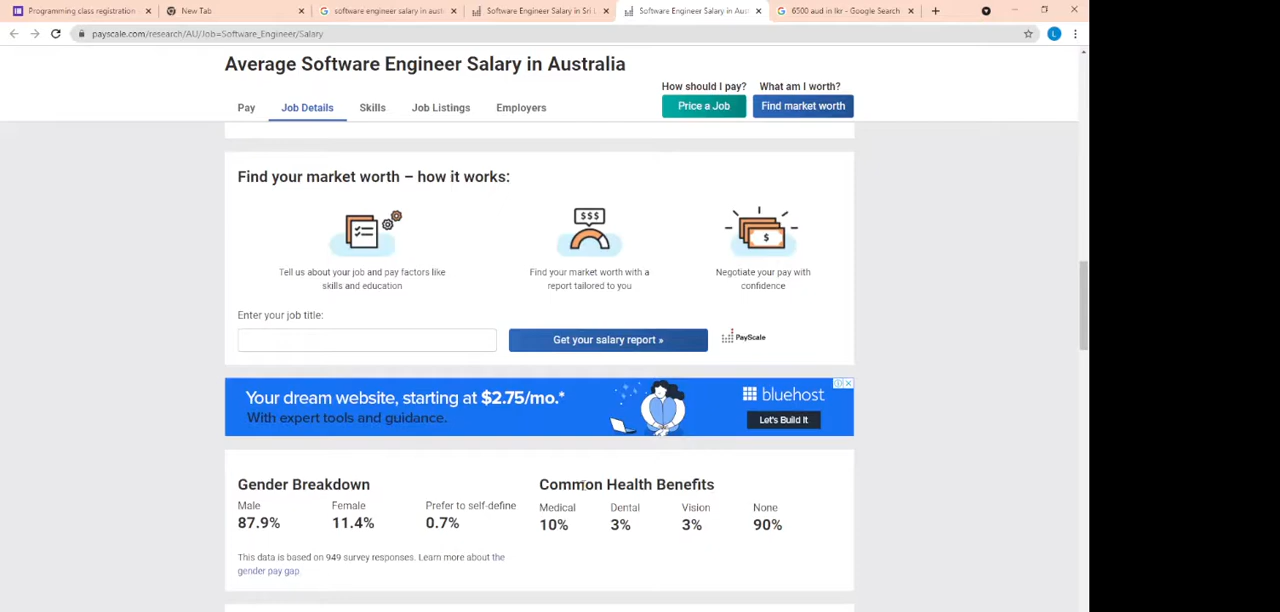 Programming class registration
New Tab
software engineer salary in aust
Software Engineer Salary in Sri L
Software Engineer Salary in Aus
6500 aud in lkr - Google Search
payscale.com/research/AU/Job=Software_Engineer/Salary
L
Average Software Engineer Salary in Australia
How should I pay? What am I worth?
Pay Job Details Skills Job Listings Employers Price a Job Find market worth
Find your market worth – how it works:
$$$
$
Tell us about your job and pay factors like
skills and education
Find your market worth with a
report tailored to you
Negotiate your pay with
confidence
Enter your job title:
Get your salary report »
PayScale
Your dream website, starting at $2.75/mo.*
With expert tools and guidance.
bluehost
Let's Build It
Gender Breakdown
Male Female Prefer to self-define
87.9% 11.4% 0.7%
This data is based on 949 survey responses. Learn more about the
gender pay gap
Common Health Benefits
Medical Dental Vision None
10% 3% 3% 90%